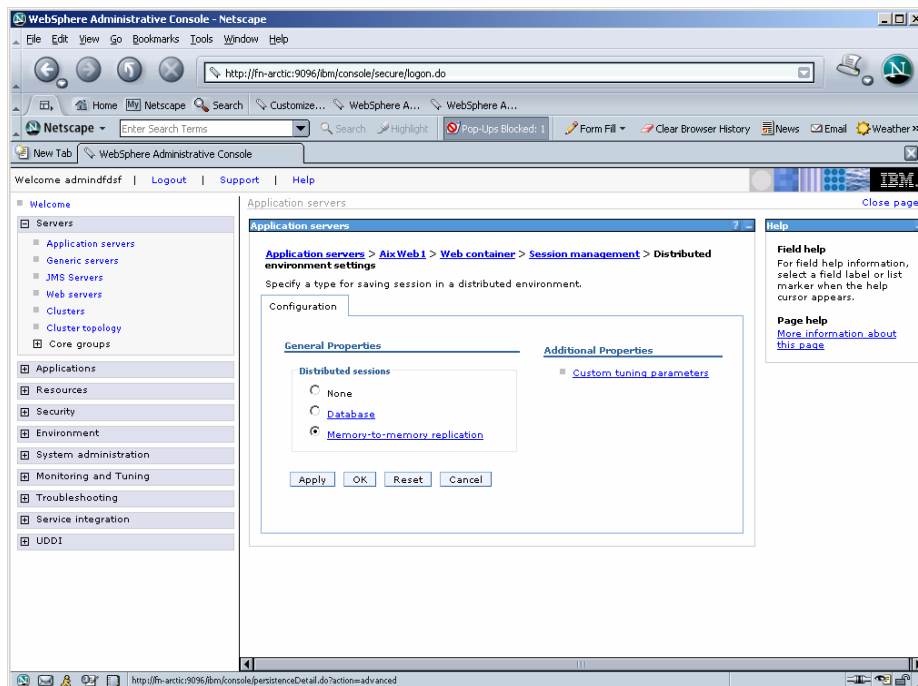 WebSphere Administrative Console - Netscape
File Edit View Go Bookmarks Tools Window Help
http://fn-arctic:9096/ibm/console/secure/logon.do
Home My Netscape Search Customize... WebSphere A... WebSphere A...
Netscape Enter Search Terms Search Highlight Pop-Ups Blocked: 1 Form Fill Clear Browser History News Email Weather
New Tab WebSphere Administrative Console
Welcome admindfdsf | Logout | Support | Help IBM.
Welcome
Servers
Application servers
Generic servers
JMS Servers
Web servers
Clusters
Cluster topology
Core groups
Applications
Resources
Security
Environment
System administration
Monitoring and Tuning
Troubleshooting
Service integration
UDDI
Application servers Close page
Application servers ? -
Application servers > AixWeb1 > Web container > Session management > Distributed
environment settings
Specify a type for saving session in a distributed environment.
Configuration
General Properties
Distributed sessions
None
Database
Memory-to-memory replication
Apply OK Reset Cancel
Additional Properties
Custom tuning parameters
Help
Field help
For field help information,
select a field label or list
marker when the help
cursor appears.
Page help
More information about
this page
http://fn-arctic:9096/ibm/console/persistenceDetail.do?action=advanced